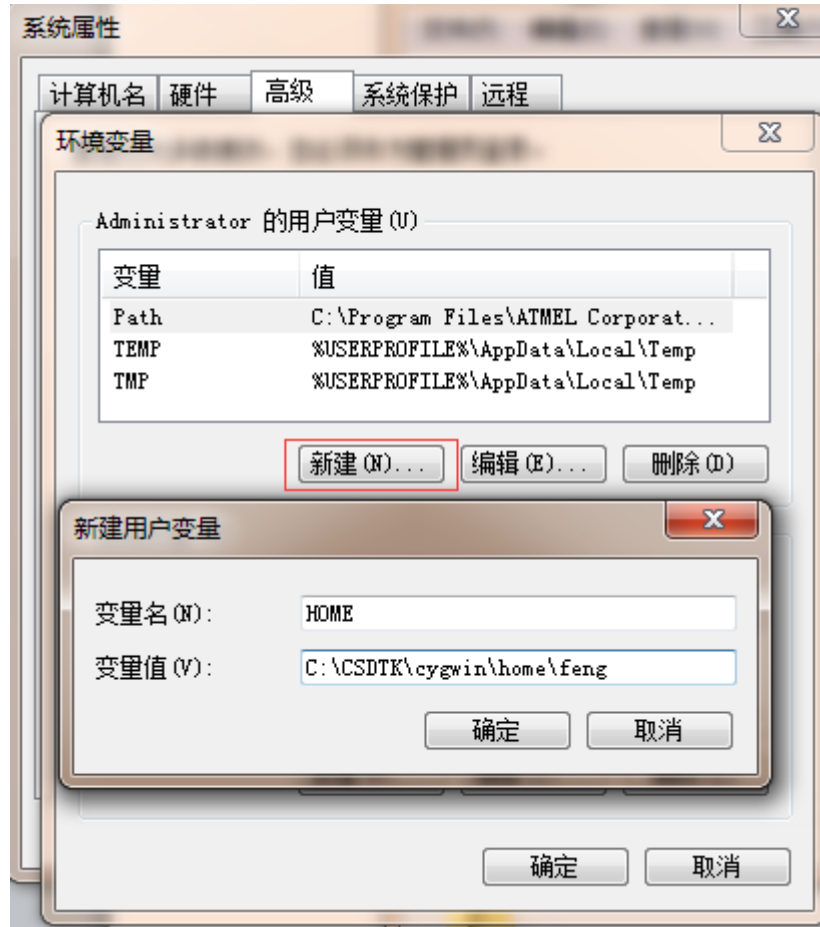 系统属性
计算机名 硬件 高级 系统保护 远程
环境变量
Administrator 的用户变量(U)
变量 值
Path C:\Program Files\ATMEL Corporat...
TEMP %USERPROFILE%\AppData\Local\Temp
TMP %USERPROFILE%\AppData\Local\Temp
新建(N)... 编辑(E)... 删除(D)
新建用户变量
变量名(N): HOME
变量值(V): C:\CSDTK\cygwin\home\feng
确定 取消
确定 取消